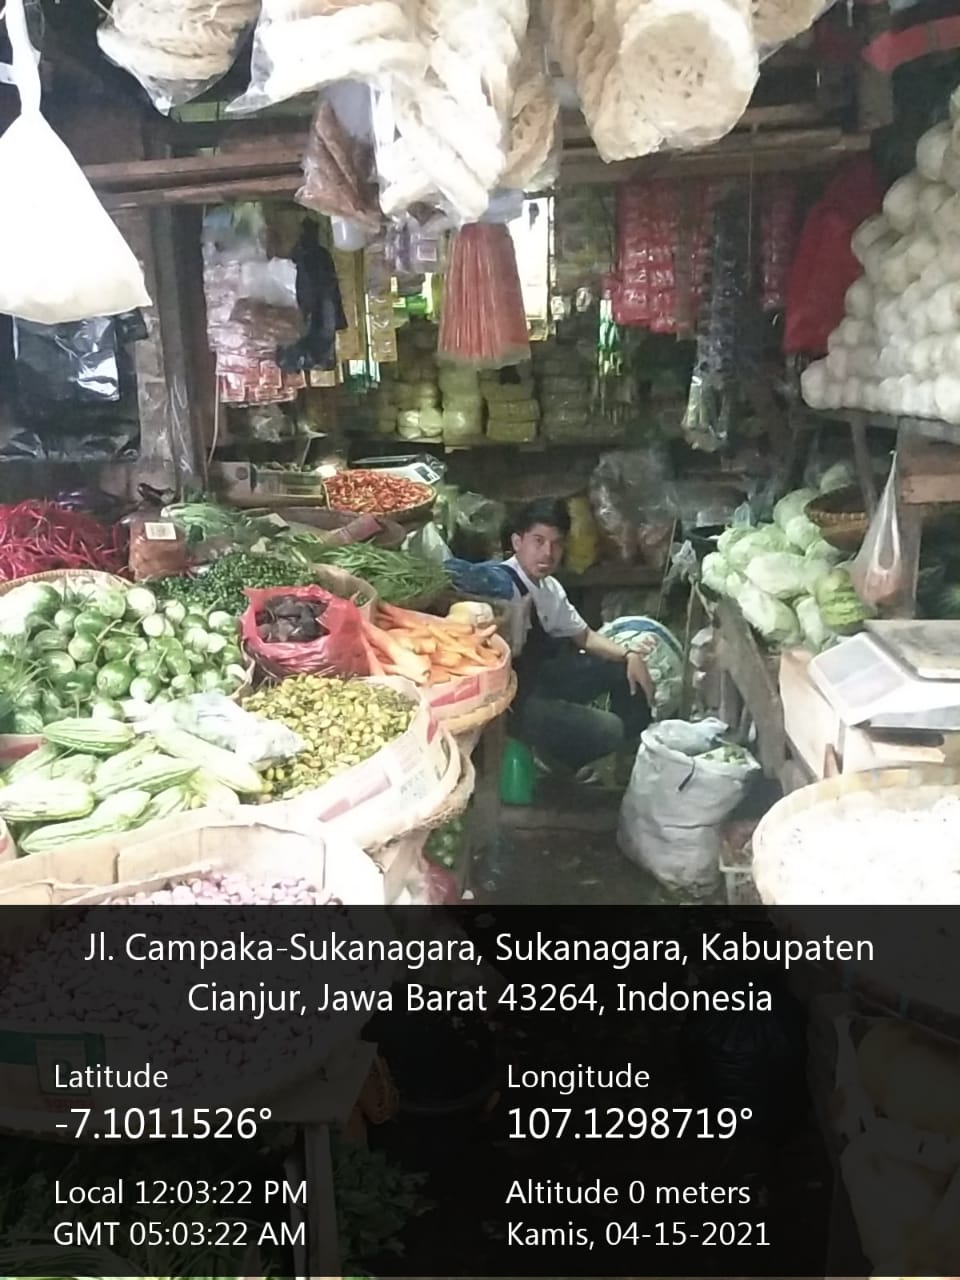 Jl. Campaka-Sukanagara, Sukanagara, Kabupaten
Cianjur, Jawa Barat 43264, Indonesia
Latitude
-7.1011526°
Longitude
107.1298719°
Local 12:03:22 PM
GMT 05:03:22 AM
Altitude 0 meters
Kamis, 04-15-2021